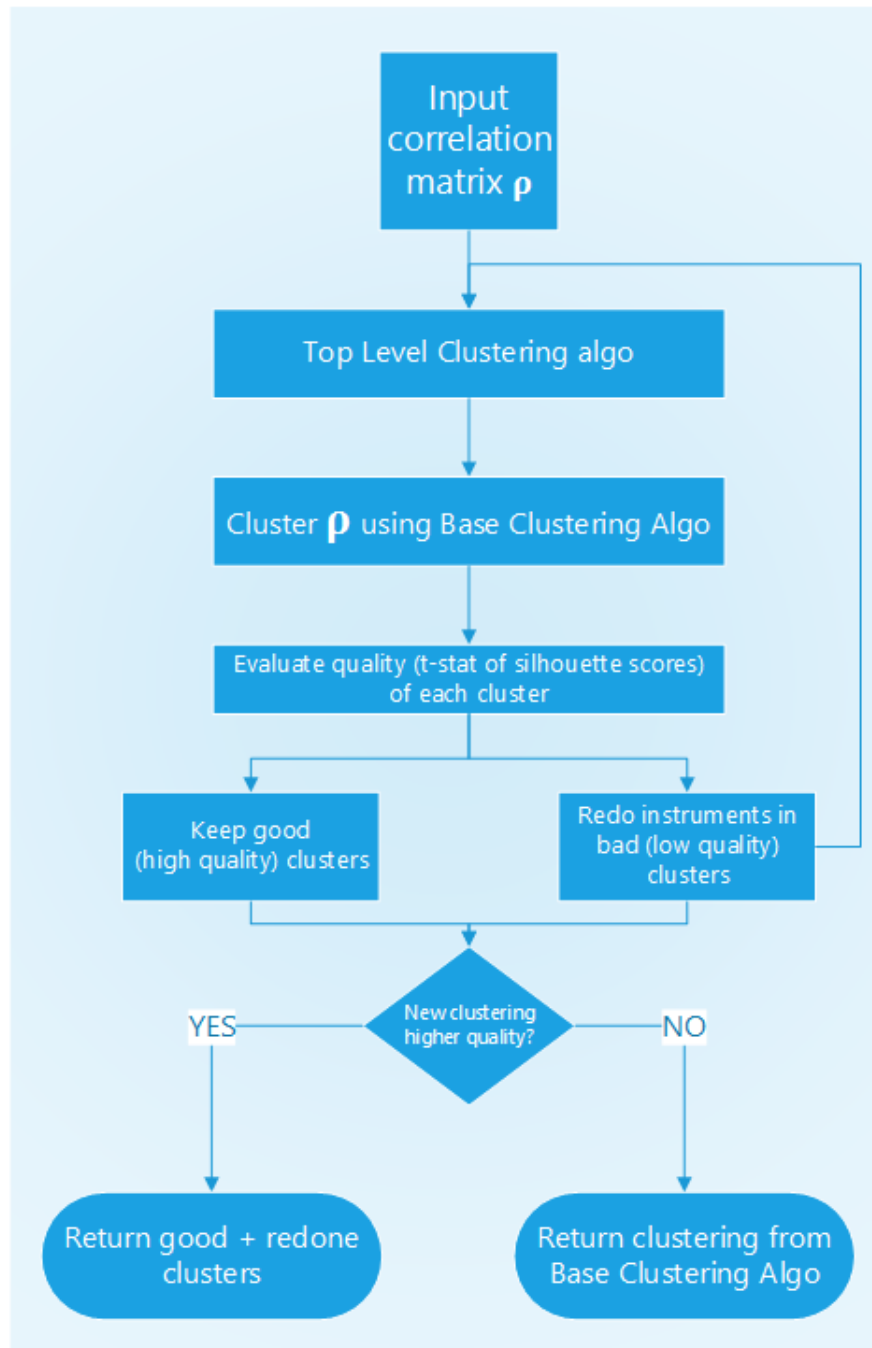 Input
correlation
matrix ρ
Top Level Clustering algo
Cluster ρ using Base Clustering Algo
Evaluate quality (t-stat of silhouette scores)
of each cluster
Keep good
(high quality) clusters
Redo instruments in
bad (low quality)
clusters
New clustering
higher quality?
YES
NO
Return good + redone
clusters
Return clustering from
Base Clustering Algo